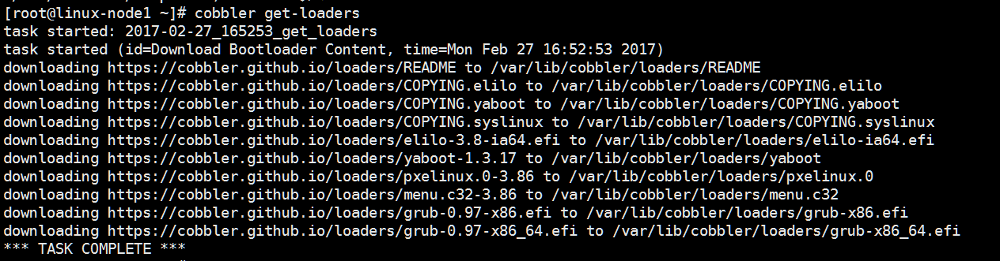 [root@linux-node1 ~]# cobbler get-loaders
task started: 2017-02-27_165253_get_loaders
task started (id=Download Bootloader Content, time=Mon Feb 27 16:52:53 2017)
downloading https://cobbler.github.io/loaders/README to /var/lib/cobbler/loaders/README
downloading https://cobbler.github.io/loaders/COPYING.elilo to /var/lib/cobbler/loaders/COPYING.elilo
downloading https://cobbler.github.io/loaders/COPYING.yaboot to /var/lib/cobbler/loaders/COPYING.yaboot
downloading https://cobbler.github.io/loaders/COPYING.syslinux to /var/lib/cobbler/loaders/COPYING.syslinux
downloading https://cobbler.github.io/loaders/elilo-3.8-ia64.efi to /var/lib/cobbler/loaders/elilo-ia64.efi
downloading https://cobbler.github.io/loaders/yaboot-1.3.17 to /var/lib/cobbler/loaders/yaboot
downloading https://cobbler.github.io/loaders/pxelinux.0-3.86 to /var/lib/cobbler/loaders/pxelinux.0
downloading https://cobbler.github.io/loaders/menu.c32-3.86 to /var/lib/cobbler/loaders/menu.c32
downloading https://cobbler.github.io/loaders/grub-0.97-x86.efi to /var/lib/cobbler/loaders/grub-x86.efi
downloading https://cobbler.github.io/loaders/grub-0.97-x86_64.efi to /var/lib/cobbler/loaders/grub-x86_64.efi
*** TASK COMPLETE ***